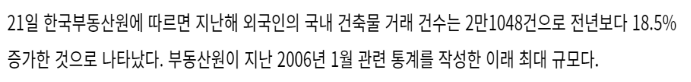 21일 한국부동산원에 따르면 지난해 외국인의 국내 건축물 거래 건수는 2만1048건으로 전년보다 18.5%
증가한 것으로 나타났다. 부동산원이 지난 2006년 1월 관련 통계를 작성한 이래 최대 규모다.